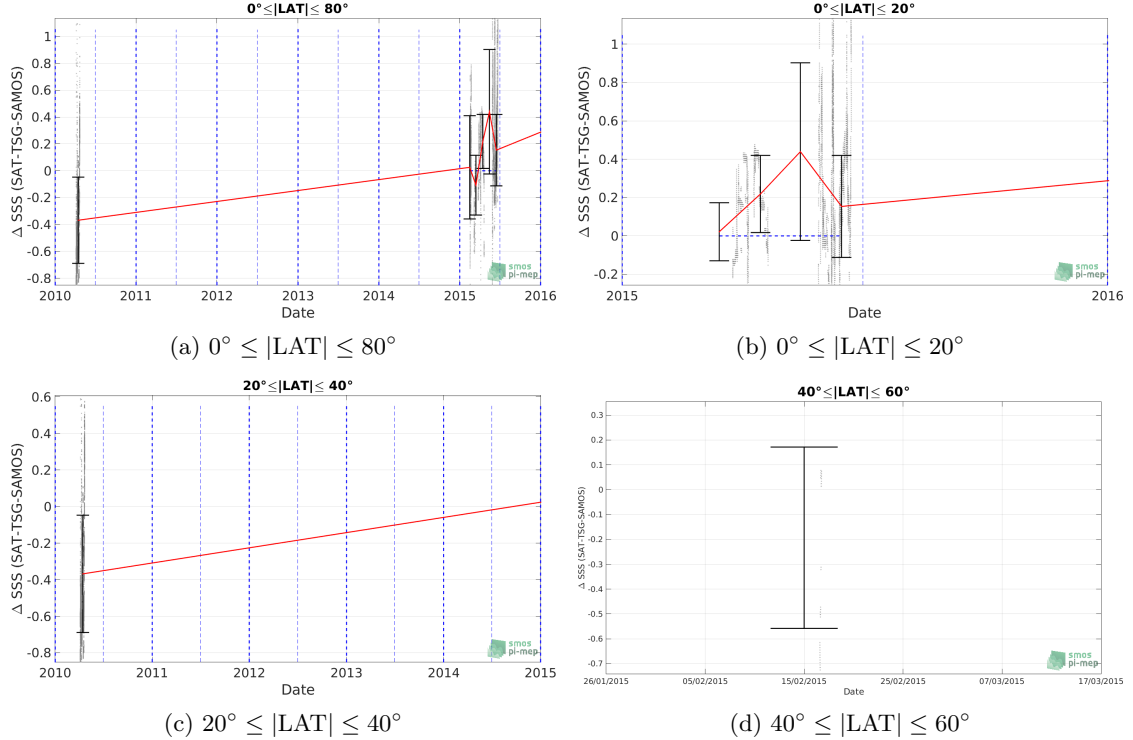 0°≤|LAT|≤ 80°
Δ SSS (SAT-TSG-SAMOS)
1
0.8
0.6
0.4
0.2
0
-0.2
-0.4
-0.6
-0.8
2010 2011 2012 2013 2014 2015 2016
Date
smos
pi-mep
(a) 0° ≤ |LAT| ≤ 80°
0°≤|LAT|≤ 20°
Δ SSS (SAT-TSG-SAMOS)
1
0.8
0.6
0.4
0.2
0
-0.2
2015 2016
Date
smos
pi-mep
(b) 0° ≤ |LAT| ≤ 20°
20°≤|LAT|≤ 40°
Δ SSS (SAT-TSG-SAMOS)
0.6
0.4
0.2
0
-0.2
-0.4
-0.6
-0.8
2010 2011 2012 2013 2014 2015
Date
smos
pi-mep
(c) 20° ≤ |LAT| ≤ 40°
40°≤|LAT|≤ 60°
Δ SSS (SAT-TSG-SAMOS)
0.3
0.2
0.1
0
-0.1
-0.2
-0.3
-0.4
-0.5
-0.6
-0.7
26/01/2015 05/02/2015 15/02/2015 25/02/2015 07/03/2015 17/03/2015
Date
smos
pi-mep
(d) 40° ≤ |LAT| ≤ 60°